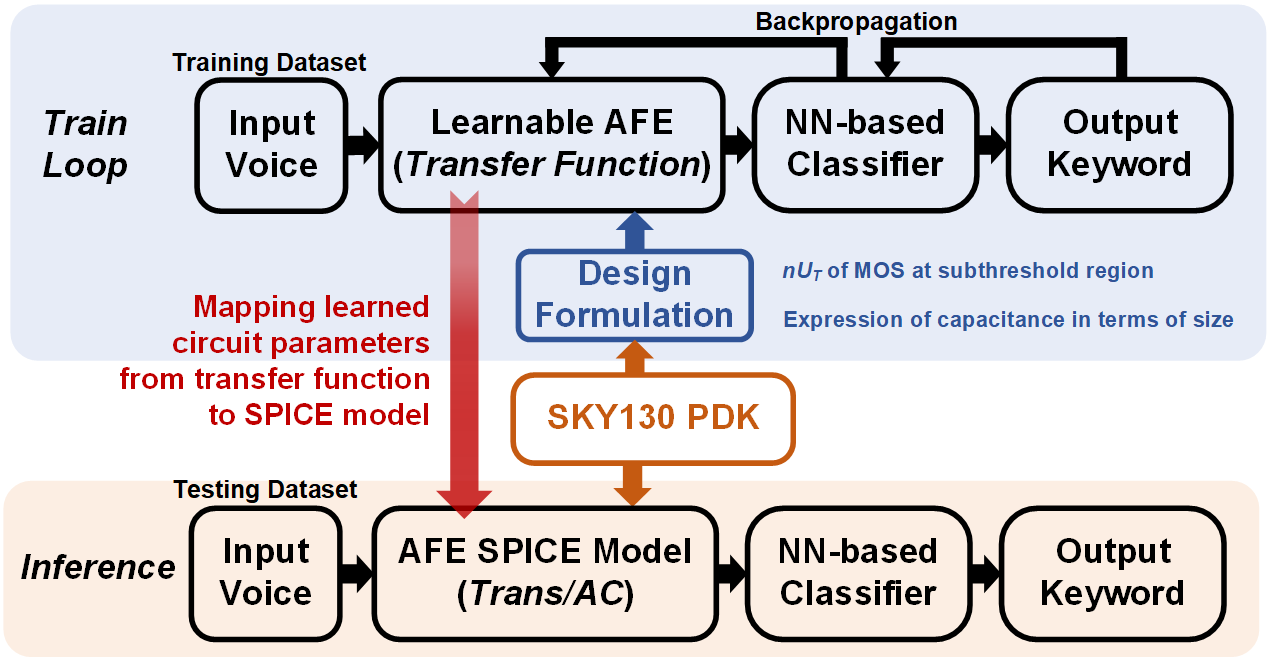 Backpropagation
Training Dataset
Train
Loop
Input
Voice
Learnable AFE
(Transfer Function)
NN-based
Classifier
Output
Keyword
Design
Formulation
nUT of MOS at subthreshold region
Expression of capacitance in terms of size
Mapping learned
circuit parameters
from transfer function
to SPICE model
SKY130 PDK
Testing Dataset
Inference
Input
Voice
AFE SPICE Model
(Trans/AC)
NN-based
Classifier
Output
Keyword